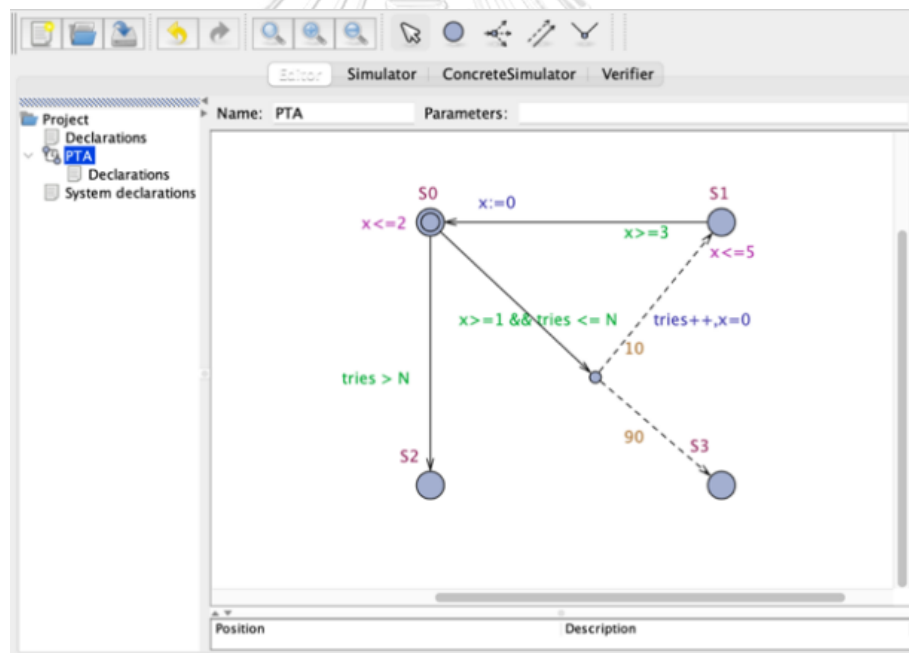 Editor Simulator ConcreteSimulator Verifier
Project
Declarations
PTA
Declarations
System declarations
Name: PTA Parameters:
S0
S1
x:=0
x<=2
x>=3
x<=5
x>=1 && tries <= N
tries++,x=0
10
tries > N
90
S2
S3
Position Description